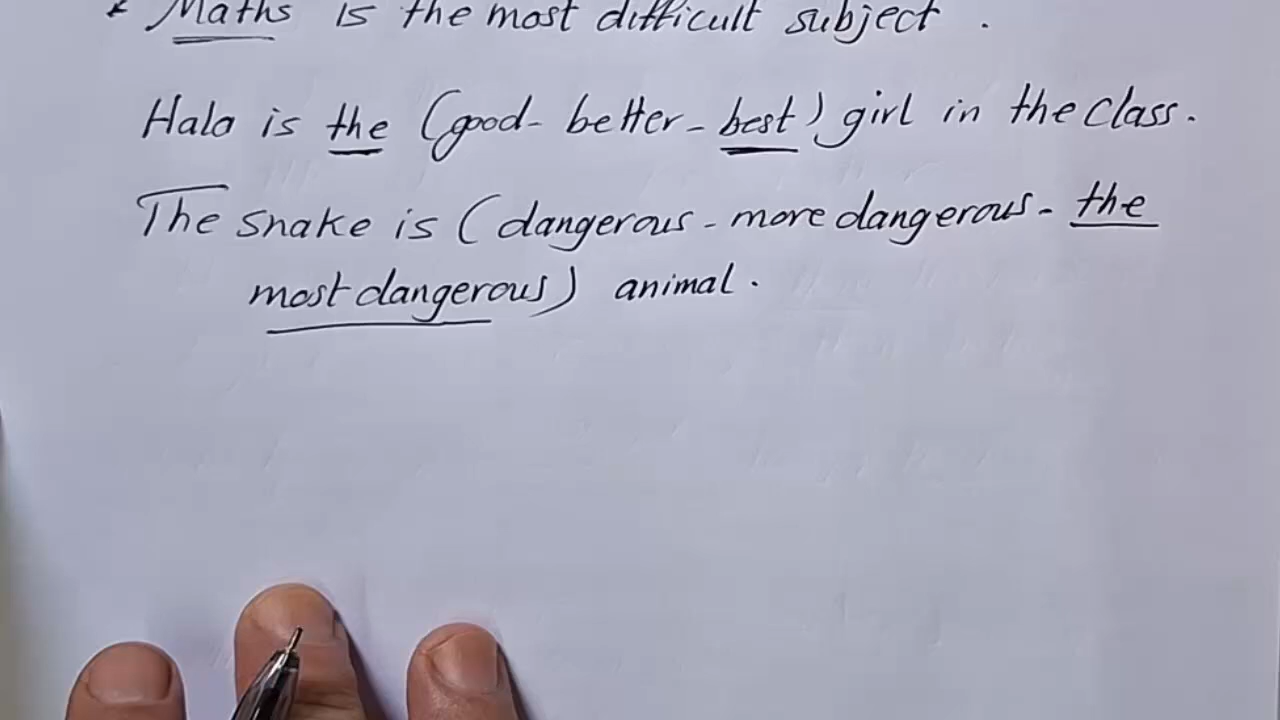 * Maths is the most difficult subject .
Hala is the (good - better - best) girl in the class.
The snake is (dangerous - more dangerous - the
most dangerous) animal.